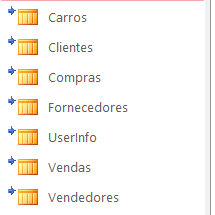 Carros
Clientes
Compras
Fornecedores
UserInfo
Vendas
Vendedores